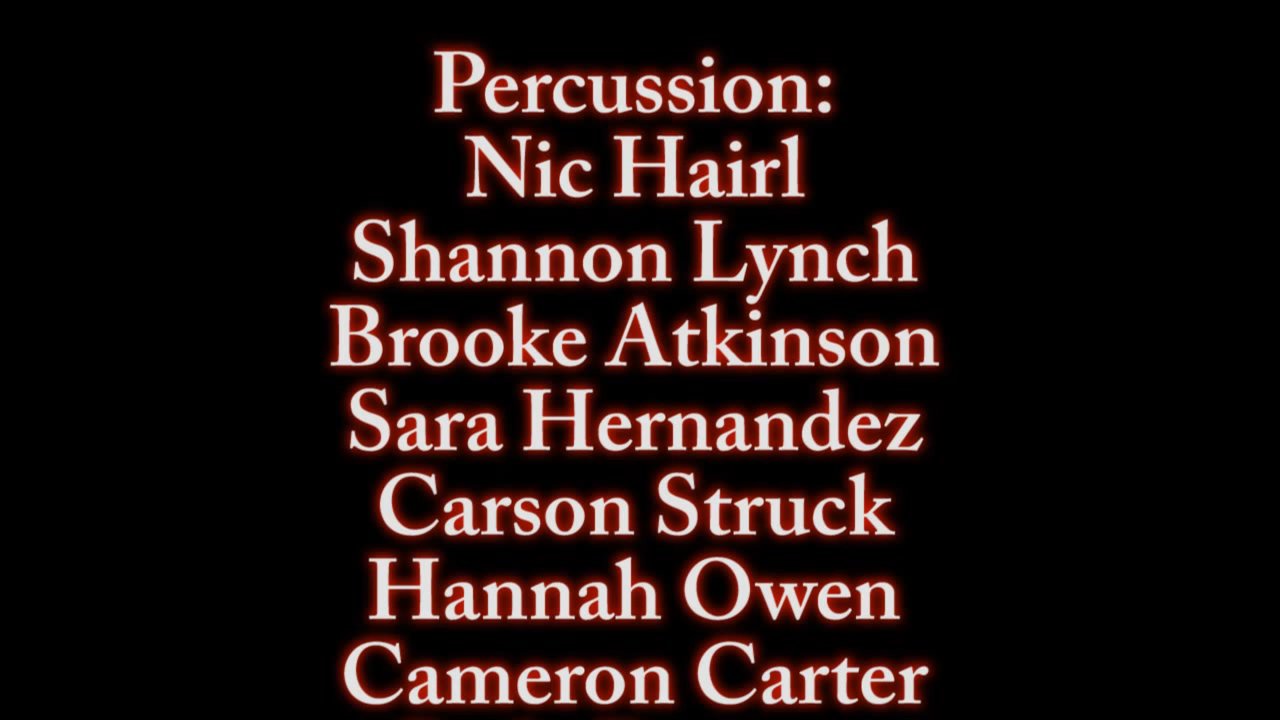 Percussion:
Nic Hairl
Shannon Lynch
Brooke Atkinson
Sara Hernandez
Carson Struck
Hannah Owen
Cameron Carter